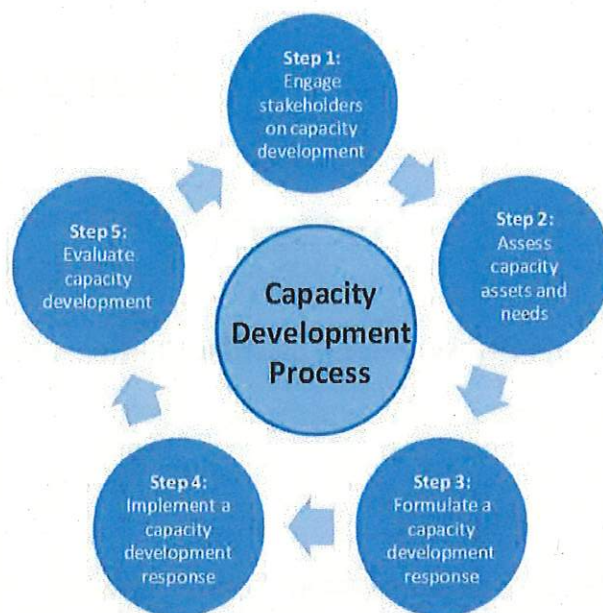 Step 1:
Engage
stakeholders
on capacity
development
Step 2:
Assess
capacity
assets and
needs
Step 3:
Formulate a
capacity
development
response
Step 4:
Implement a
capacity
development
response
Step 5:
Evaluate
capacity
development
Capacity
Development
Process